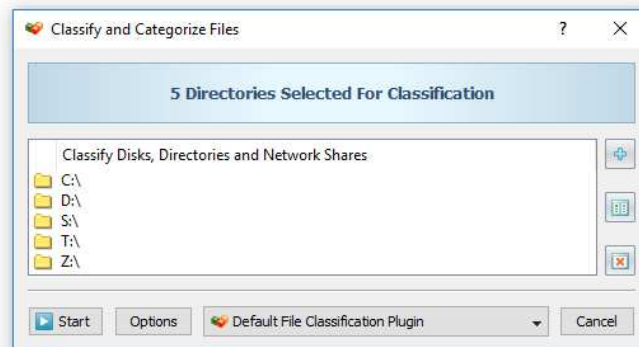 Classify and Categorize Files ?
5 Directories Selected For Classification
Classify Disks, Directories and Network Shares
C:\
D:\
S:\
T:\
Z:\
Start Options Default File Classification Plugin Cancel